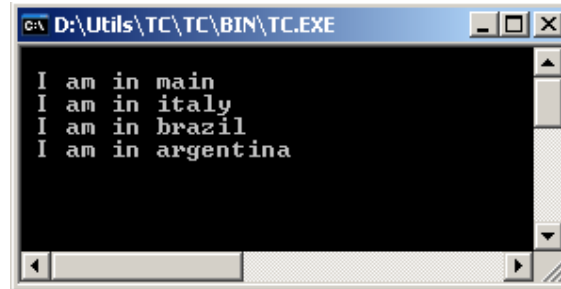 D:\Utils\TC\TC\BIN\TC.EXE
I am in main
I am in italy
I am in brazil
I am in argentina